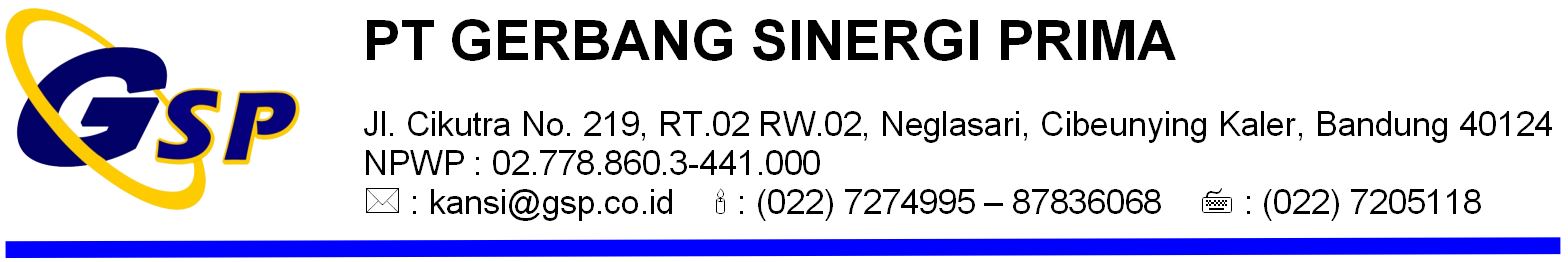 GSP
PT GERBANG SINERGI PRIMA
Jl. Cikutra No. 219, RT.02 RW.02, Neglasari, Cibeunying Kaler, Bandung 40124
NPWP : 02.778.860.3-441.000
✉ : kansi@gsp.co.id 🕯 : (022) 7274995 – 87836068 🖮 : (022) 7205118